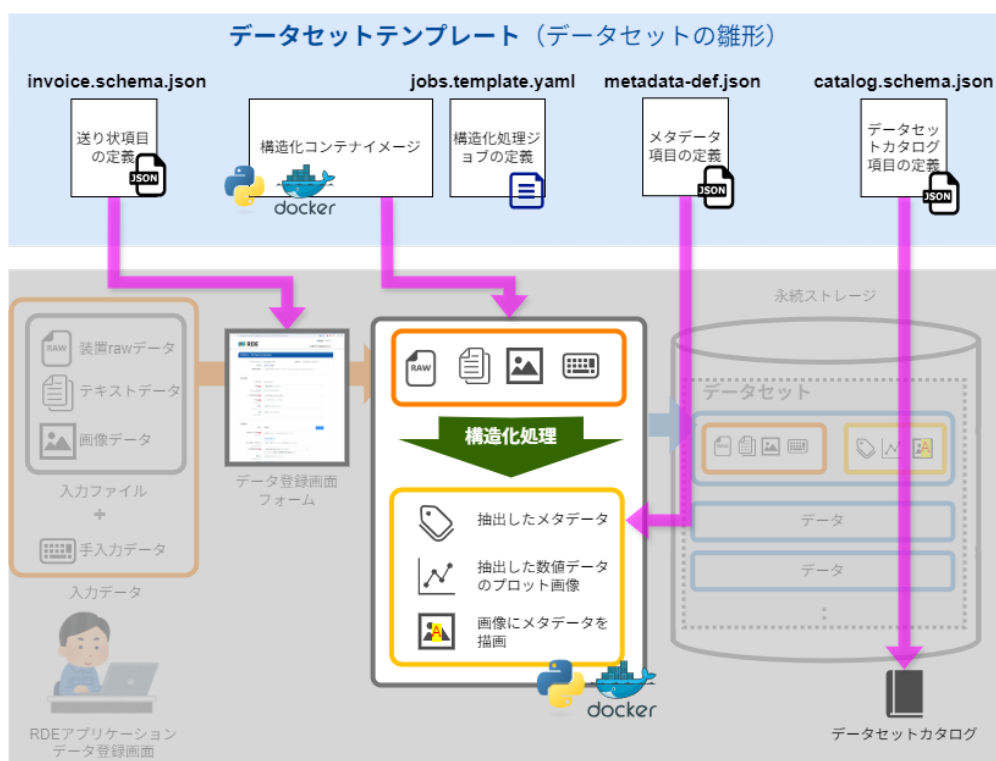 データセットテンプレート（データセットの雛形）
invoice.schema.json
jobs.template.yaml
metadata-def.json
catalog.schema.json
送り状項目
の定義
JSON
構造化コンテナイメージ
docker
構造化処理ジ
ョブの定義
メタデータ
項目の定義
JSON
データセッ
トカタログ
項目の定義
JSON
永続ストレージ
RAW
装置rawデータ
テキストデータ
画像データ
入力ファイル
+
手入力データ
入力データ
RDEアプリケーション
データ登録画面
RDE
データ登録画面
フォーム
RAW
構造化処理
抽出したメタデータ
抽出した数値データ
のプロット画像
A
画像にメタデータを
描画
docker
データセット
RAW
A
データ
データ
:
データセットカタログ